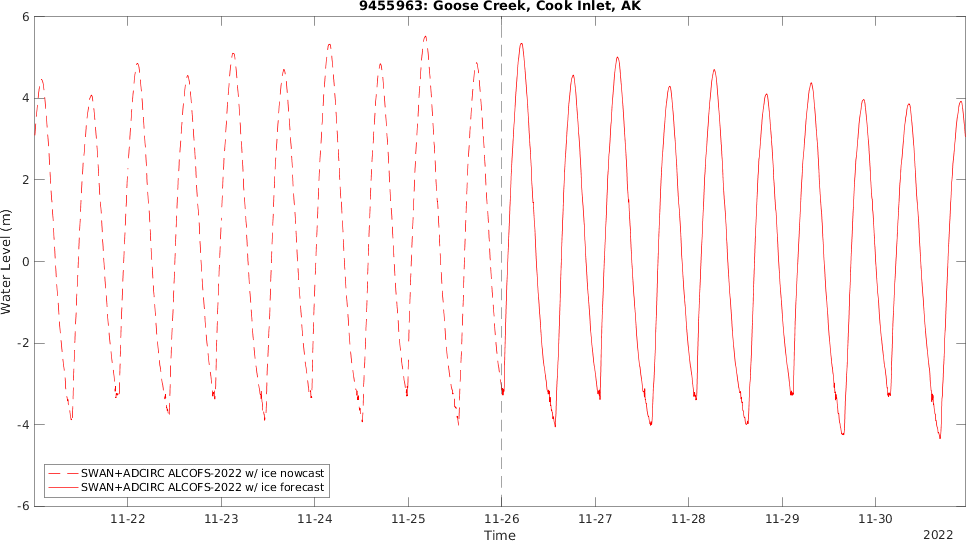 9455963: Goose Creek, Cook Inlet, AK
6
4
2
0
-2
-4
-6
Water Level (m)
SWAN+ADCIRC ALCOFS-2022 w/ ice nowcast
SWAN+ADCIRC ALCOFS-2022 w/ ice forecast
11-22 11-23 11-24 11-25 11-26 11-27 11-28 11-29 11-30
Time
2022